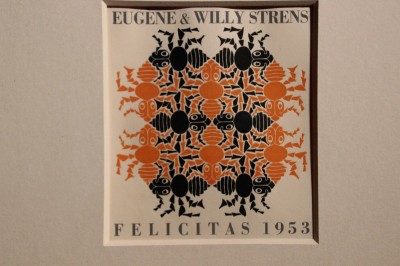 EUGENE & WILLY STRENS
FELICITAS 1953